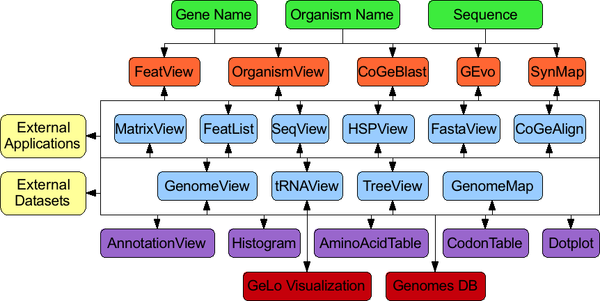 Gene Name
Organism Name
Sequence
FeatView
OrganismView
CoGeBlast
GEvo
SynMap
External
Applications
MatrixView
FeatList
SeqView
HSPView
FastaView
CoGeAlign
External
Datasets
GenomeView
tRNAView
TreeView
GenomeMap
AnnotationView
Histogram
AminoAcidTable
CodonTable
Dotplot
GeLo Visualization
Genomes DB